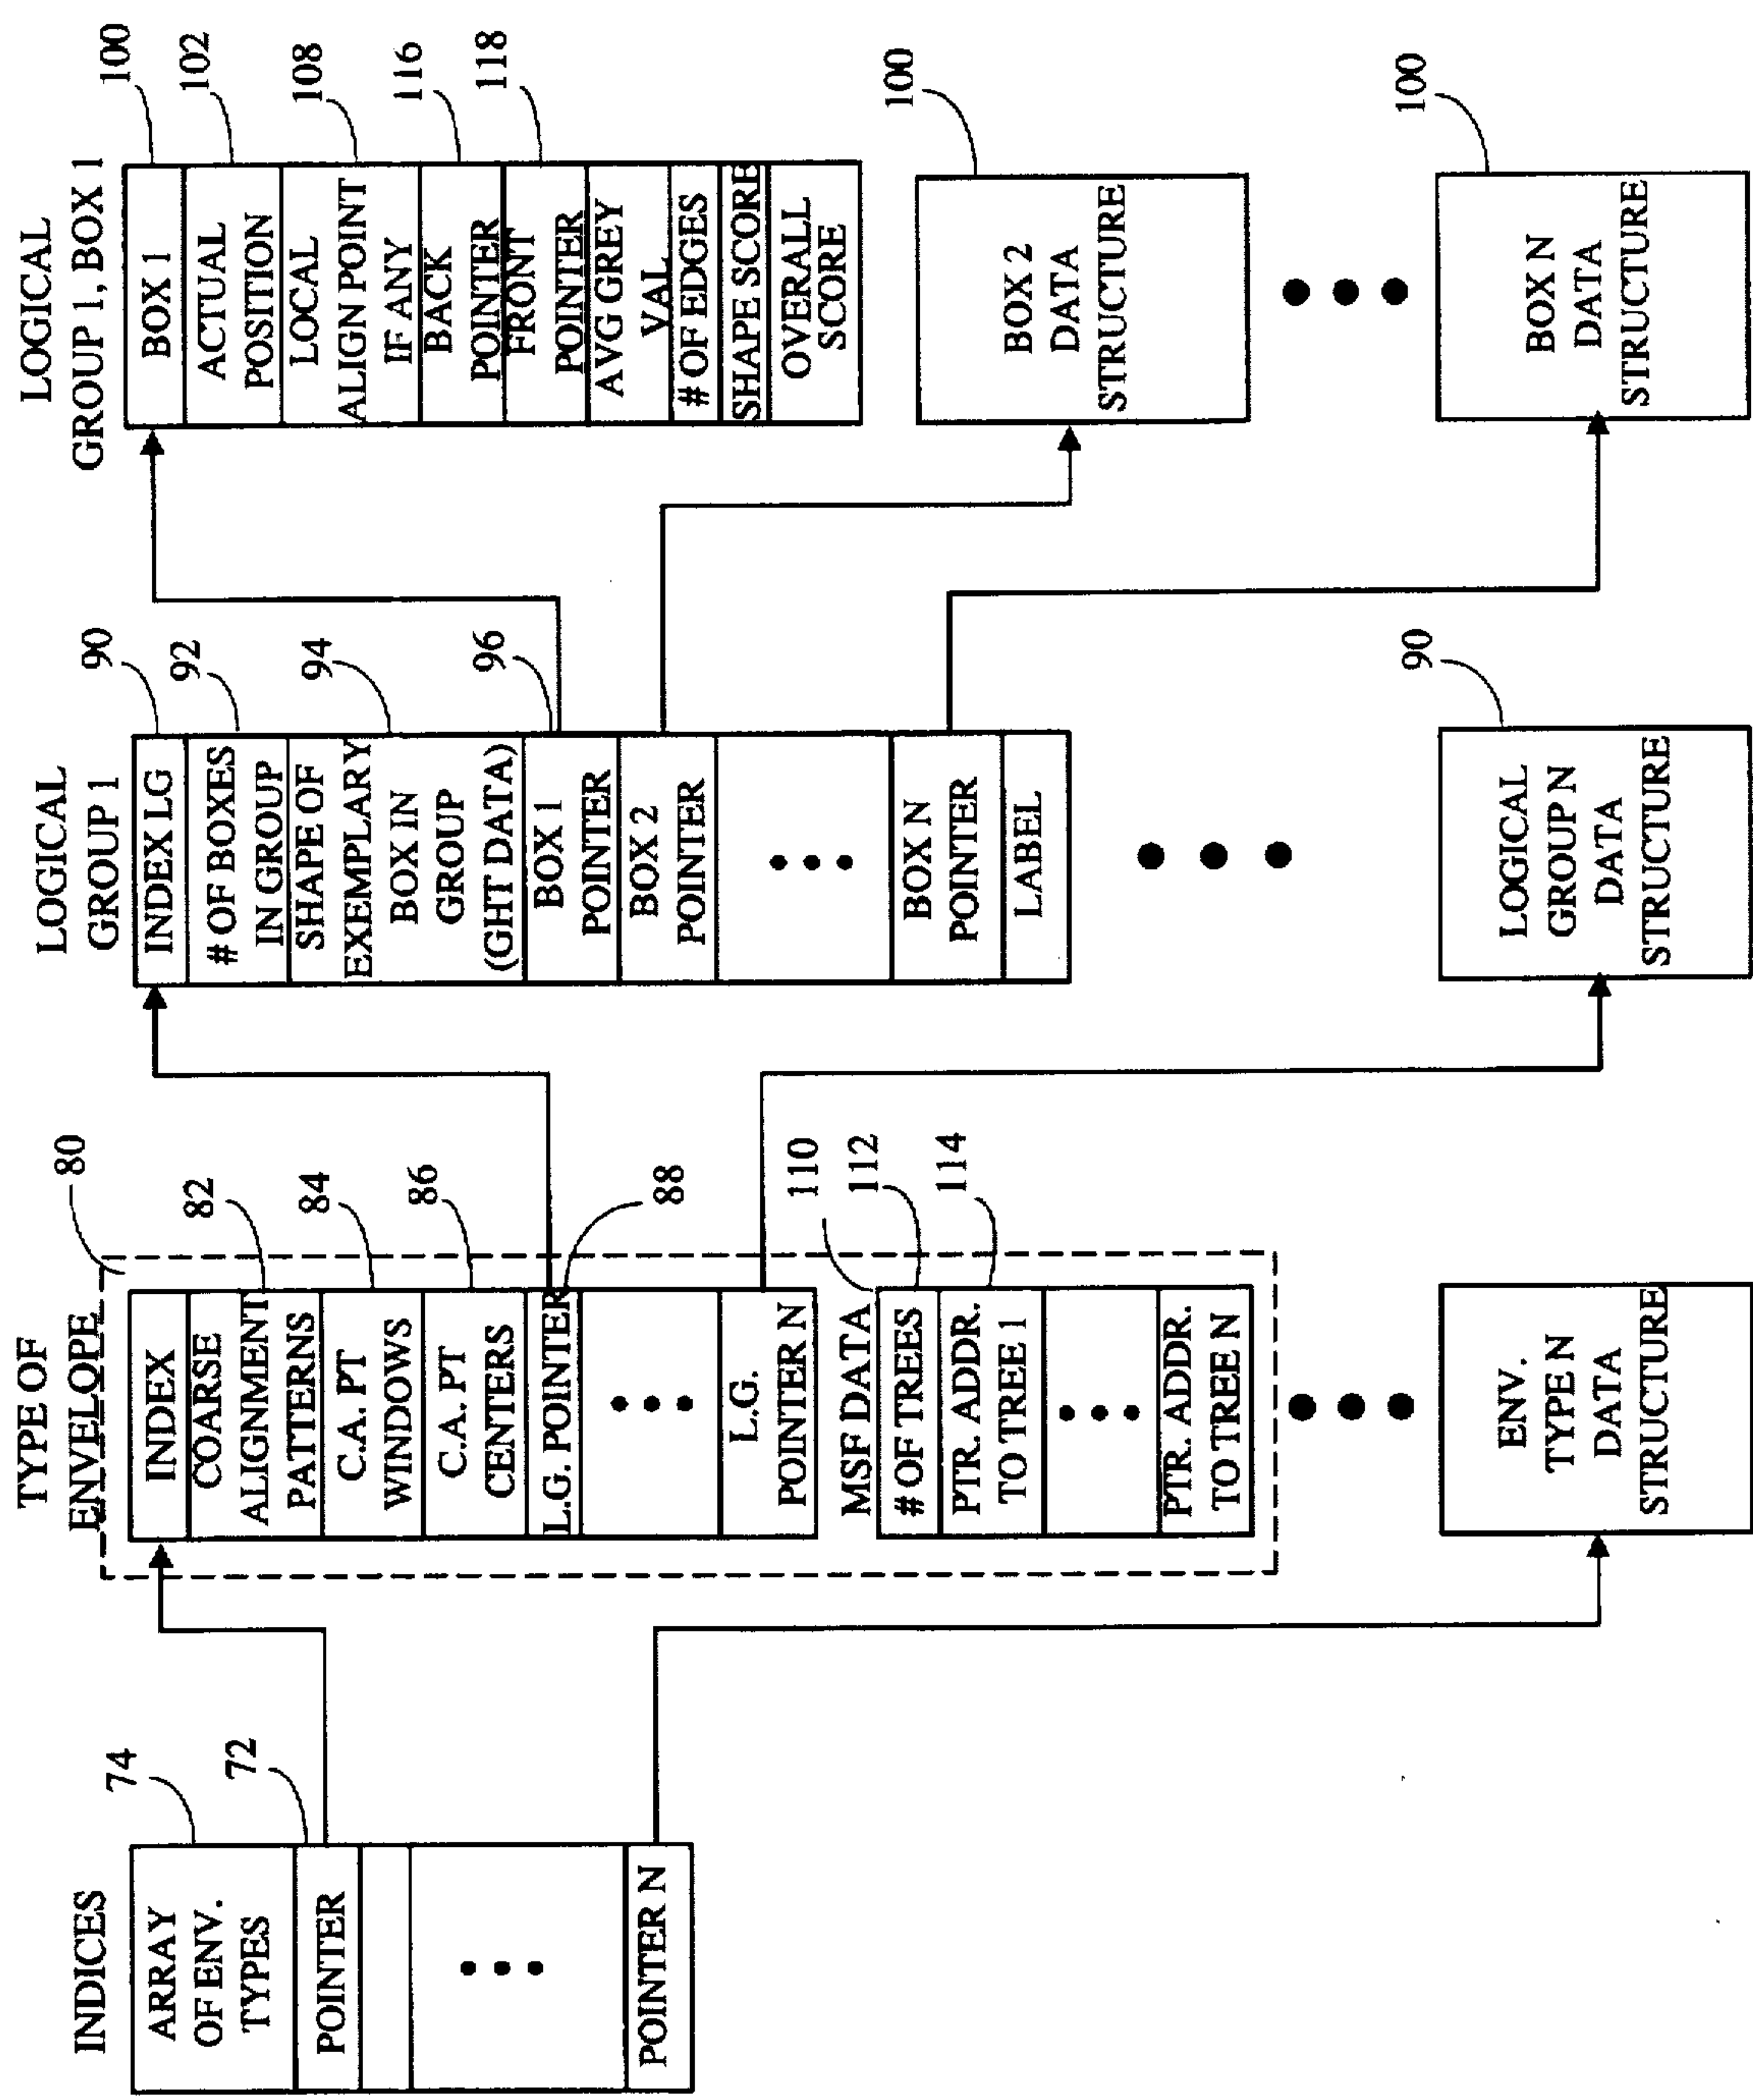 INDICES
74
ARRAY
OF ENV.
TYPES
72
POINTER
POINTER N
TYPE OF
ENVELOPE
80
INDEX
82
COARSE
ALIGNMENT
PATTERNS
84
C.A. PT
WINDOWS
86
C.A. PT
CENTERS
88
L.G. POINTER
L.G.
POINTER N
110
MSF DATA
112
# OF TREES
114
PTR. ADDR.
TO TREE 1
PTR. ADDR.
TO TREE N
ENV.
TYPE N
DATA
STRUCTURE
LOGICAL
GROUP 1
90
INDEX LG
92
# OF BOXES
IN GROUP
94
SHAPE OF
EXEMPLARY
BOX IN
GROUP
(GHT DATA)
96
BOX 1
POINTER
BOX 2
POINTER
BOX N
POINTER
LABEL
90
LOGICAL
GROUP N
DATA
STRUCTURE
LOGICAL
GROUP 1, BOX 1
100
BOX 1
102
ACTUAL
POSITION
108
LOCAL
ALIGN POINT
IF ANY
116
BACK
POINTER
118
FRONT
POINTER
AVG GREY
VAL
# OF EDGES
SHAPE SCORE
OVERALL
SCORE
100
BOX 2
DATA
STRUCTURE
100
BOX N
DATA
STRUCTURE